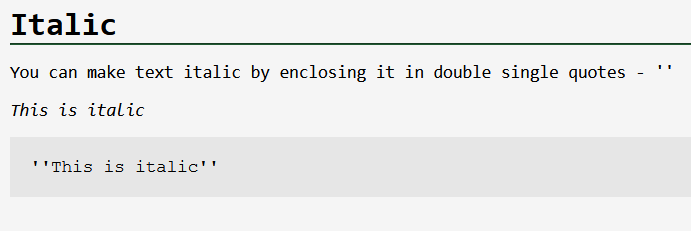 Italic
You can make text italic by enclosing it in double single quotes - ''
This is italic
''This is italic''